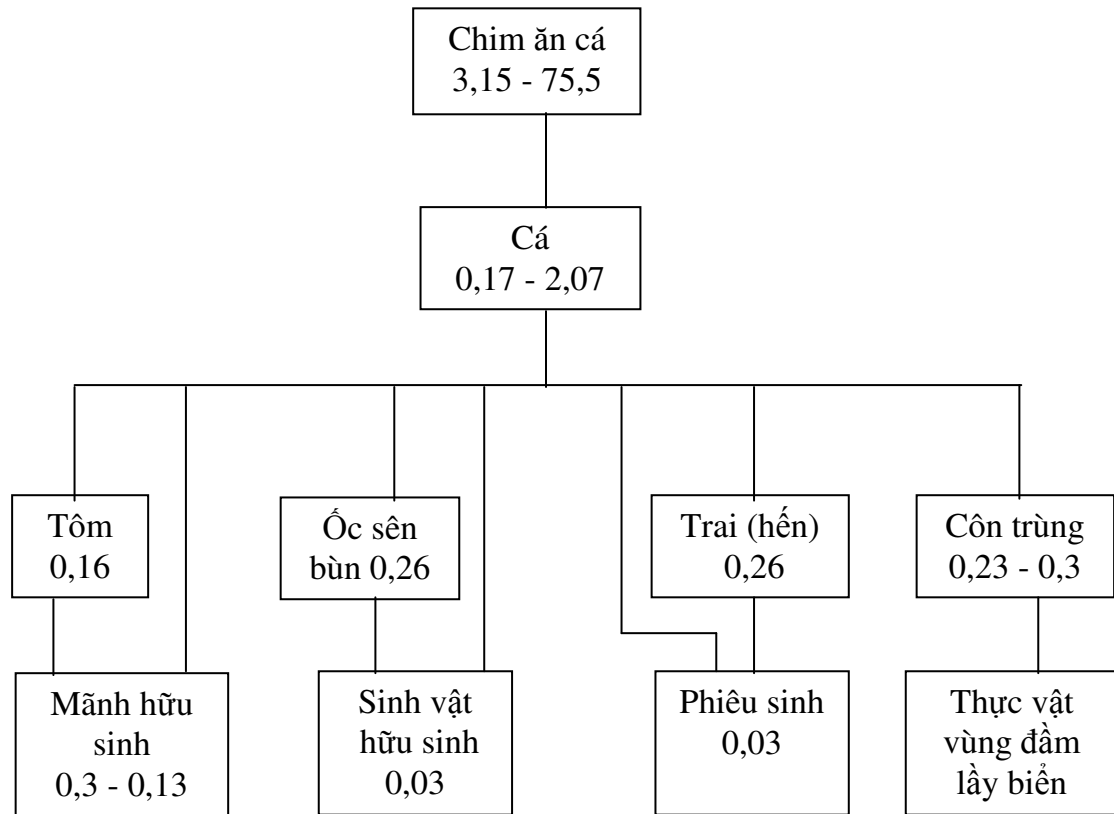 Chim ăn cá
3,15 - 75,5
Cá
0,17 - 2,07
Tôm
0,16
Ốc sên
bùn 0,26
Trai (hến)
0,26
Côn trùng
0,23 - 0,3
Mãnh hữu
sinh
0,3 - 0,13
Sinh vật
hữu sinh
0,03
Phiêu sinh
0,03
Thực vật
vùng đầm
lầy biển